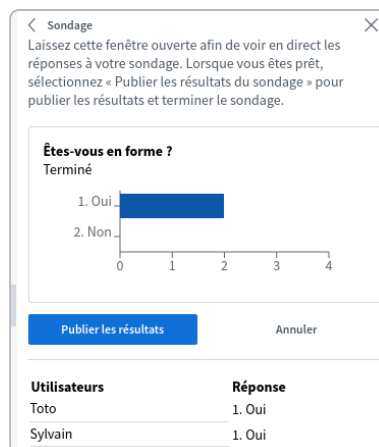 Sondage
Laissez cette fenêtre ouverte afin de voir en direct les
réponses à votre sondage. Lorsque vous êtes prêt,
sélectionnez « Publier les résultats du sondage » pour
publier les résultats et terminer le sondage.
Êtes-vous en forme ?
Terminé
1. Oui
2. Non
0 1 2 3 4
Publier les résultats Annuler
Utilisateurs Réponse
Toto 1. Oui
Sylvain 1. Oui